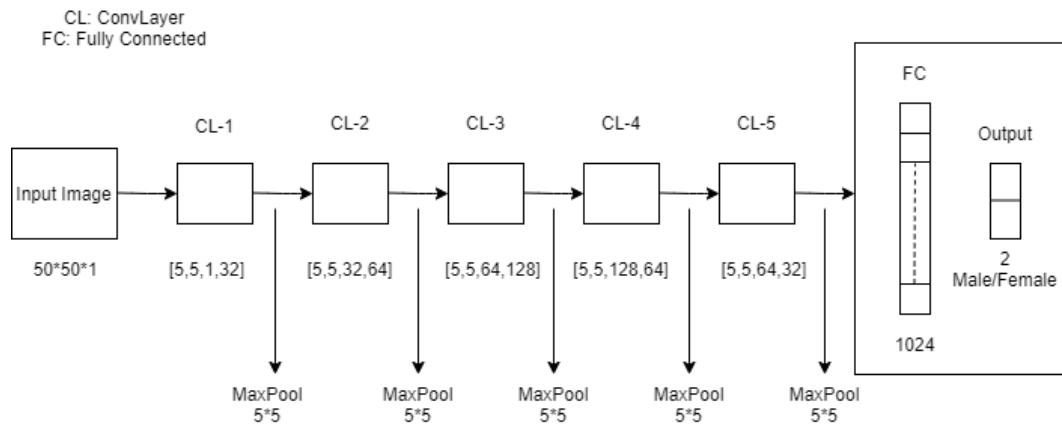 CL: ConvLayer
FC: Fully Connected
FC
CL-1
CL-2
CL-3
CL-4
CL-5
Output
Input Image
50*50*1
[5,5,1,32]
[5,5,32,64]
[5,5,64,128]
[5,5,128,64]
[5,5,64,32]
2
Male/Female
1024
MaxPool
5*5
MaxPool
5*5
MaxPool
5*5
MaxPool
5*5
MaxPool
5*5